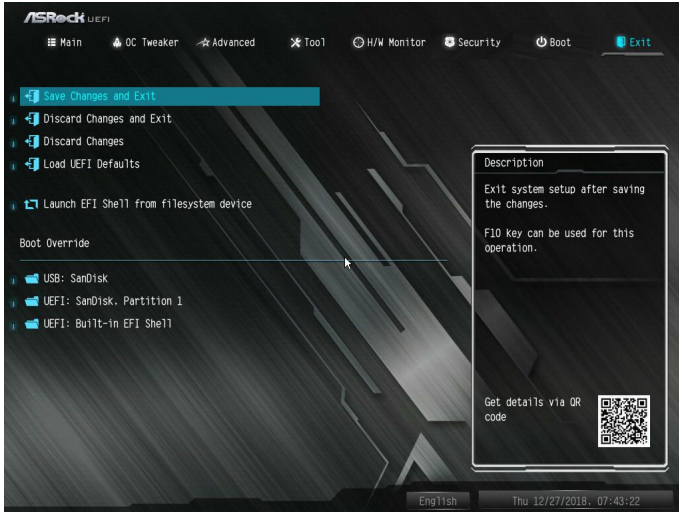 ASRock UEFI
Main OC Tweaker Advanced Tool H/W Monitor Security Boot Exit
Save Changes and Exit
Discard Changes and Exit
Discard Changes
Load UEFI Defaults
Launch EFI Shell from filesystem device
Boot Override
USB: SanDisk
UEFI: SanDisk, Partition 1
UEFI: Built-in EFI Shell
Description
Exit system setup after saving
the changes.
F10 key can be used for this
operation.
Get details via QR
code
English
Thu 12/27/2018, 07:43:22